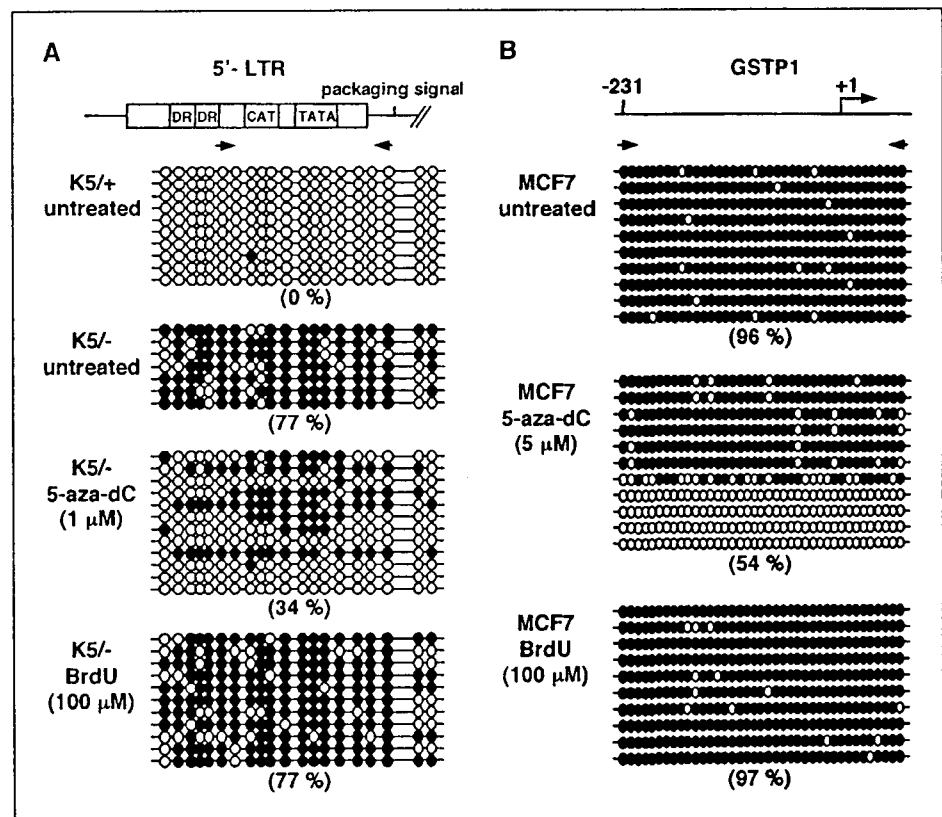 A
5'- LTR
packaging signal
DR DR CAT TATA
K5/+
untreated
(0 %)
K5/-
untreated
(77 %)
K5/-
5-aza-dC
(1 µM)
(34 %)
K5/-
BrdU
(100 µM)
(77 %)
B
GSTP1
-231
+1
MCF7
untreated
(96 %)
MCF7
5-aza-dC
(5 µM)
(54 %)
MCF7
BrdU
(100 µM)
(97 %)